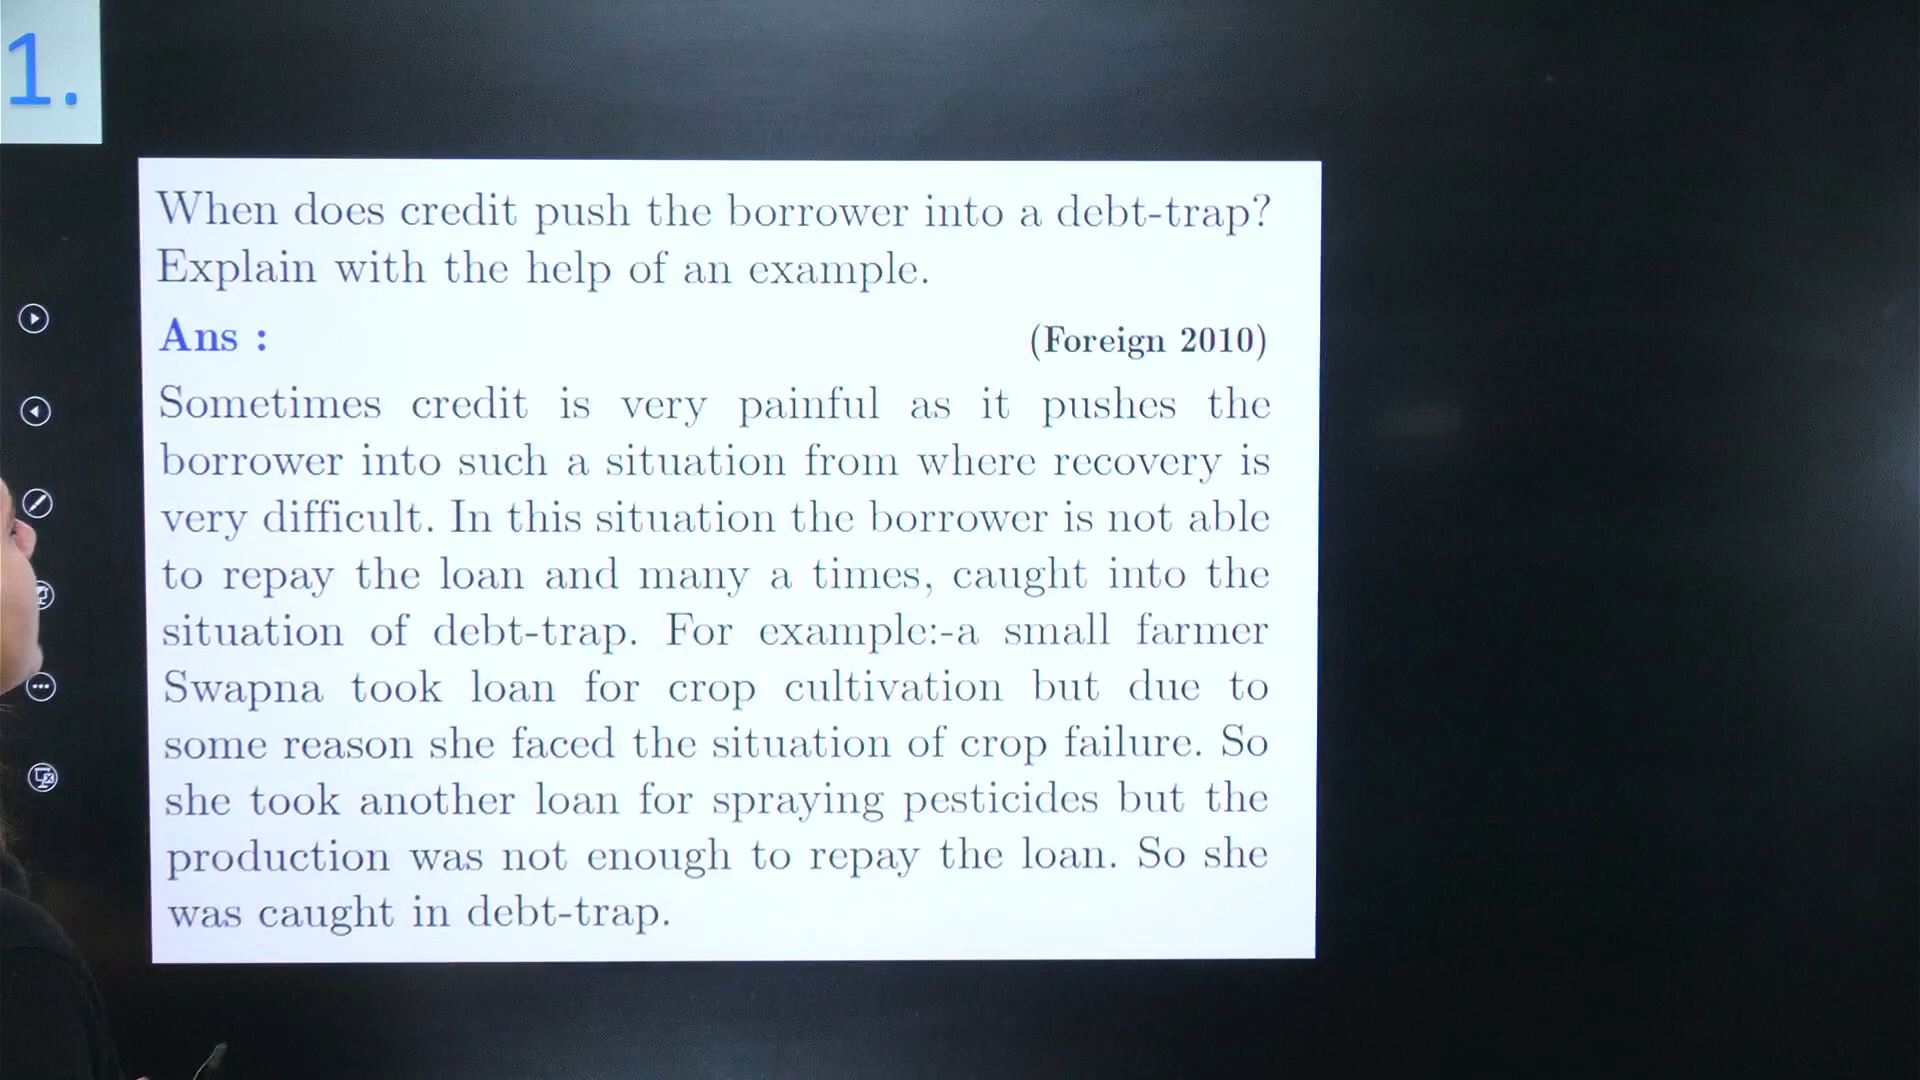 1.
When does credit push the borrower into a debt-trap?
Explain with the help of an example.
Ans : (Foreign 2010)
Sometimes credit is very painful as it pushes the
borrower into such a situation from where recovery is
very difficult. In this situation the borrower is not able
to repay the loan and many a times, caught into the
situation of debt-trap. For example:-a small farmer
Swapna took loan for crop cultivation but due to
some reason she faced the situation of crop failure. So
she took another loan for spraying pesticides but the
production was not enough to repay the loan. So she
was caught in debt-trap.